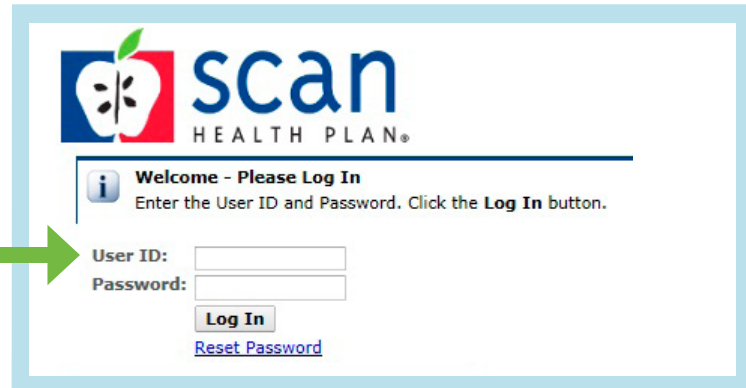 scan
HEALTH PLAN®
i
Welcome - Please Log In
Enter the User ID and Password. Click the Log In button.
User ID:
Password:
Log In
Reset Password